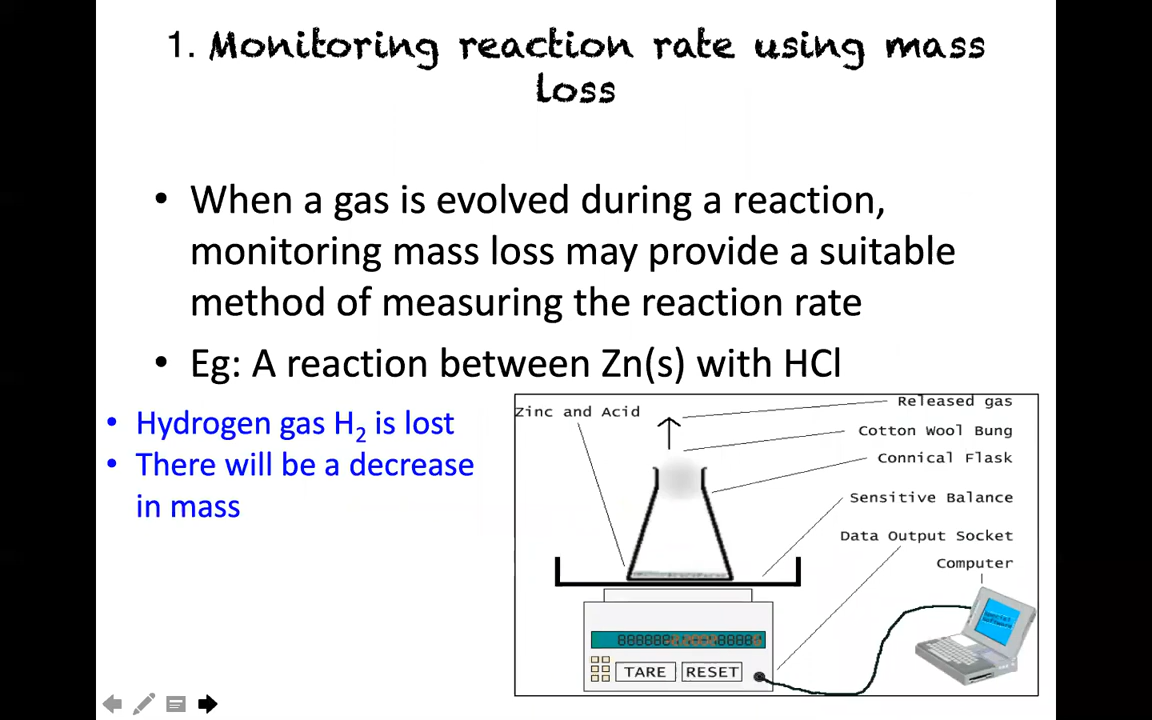 1. Monitoring reaction rate using mass
loss
• When a gas is evolved during a reaction,
monitoring mass loss may provide a suitable
method of measuring the reaction rate
• Eg: A reaction between Zn(s) with HCl
• Hydrogen gas H₂ is lost
• There will be a decrease
in mass
Zinc and Acid
Released gas
Cotton Wool Bung
Connical Flask
Sensitive Balance
Data Output Socket
Computer
TARE
RESET